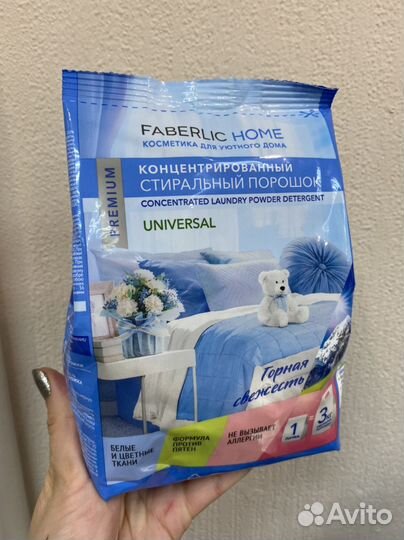 FABERLIC HOME
КОСМЕТИКА ДЛЯ УЮТНОГО ДОМА
PREMIUM
КОНЦЕНТРИРОВАННЫЙ
СТИРАЛЬНЫЙ ПОРОШОК
CONCENTRATED LAUNDRY POWDER DETERGENT
UNIVERSAL
Горная
свежесть
БЕЛЫЕ
И ЦВЕТНЫЕ
ТКАНИ
ФОРМУЛА
ПРОТИВ
ПЯТЕН
НЕ ВЫЗЫВАЕТ
АЛЛЕРГИИ
1
=
3кг
Avito